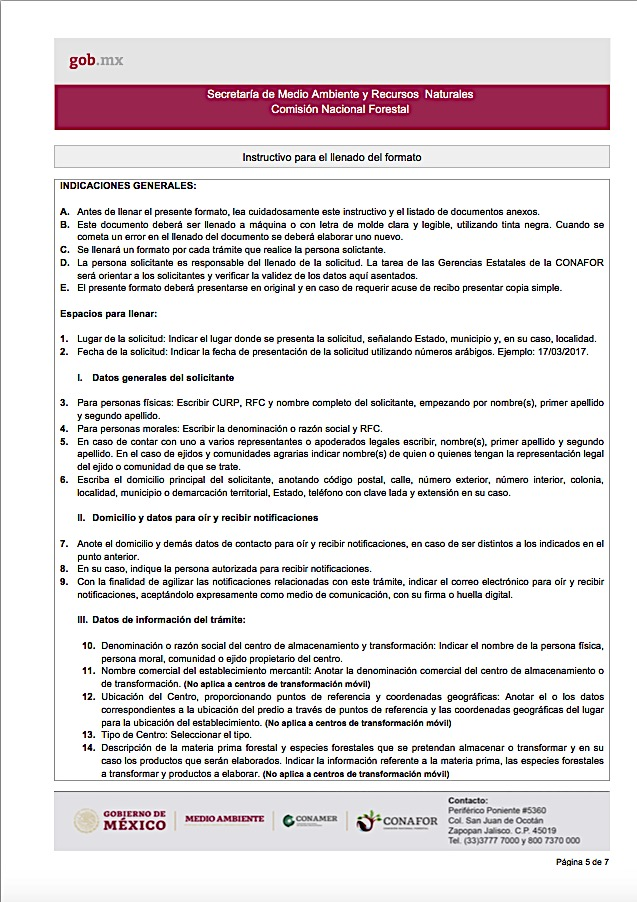 gob.mx
Secretaría de Medio Ambiente y Recursos Naturales
Comisión Nacional Forestal
Instructivo para el llenado del formato
INDICACIONES GENERALES:
A. Antes de llenar el presente formato, lea cuidadosamente este instructivo y el listado de documentos anexos.
B. Este documento deberá ser llenado a máquina o con letra de molde clara y legible, utilizando tinta negra. Cuando se
cometa un error en el llenado del documento se deberá elaborar uno nuevo.
C. Se llenará un formato por cada trámite que realice la persona solicitante.
D. La persona solicitante es responsable del llenado de la solicitud. La tarea de las Gerencias Estatales de la CONAFOR
será orientar a los solicitantes y verificar la validez de los datos aquí asentados.
E. El presente formato deberá presentarse en original y en caso de requerir acuse de recibo presentar copia simple.
Espacios para llenar:
1. Lugar de la solicitud: Indicar el lugar donde se presenta la solicitud, señalando Estado, municipio y, en su caso, localidad.
2. Fecha de la solicitud: Indicar la fecha de presentación de la solicitud utilizando números arábigos. Ejemplo: 17/03/2017.
I. Datos generales del solicitante
3. Para personas físicas: Escribir CURP, RFC y nombre completo del solicitante, empezando por nombre(s), primer apellido
y segundo apellido.
4. Para personas morales: Escribir la denominación o razón social y RFC.
5. En caso de contar con uno a varios representantes o apoderados legales escribir, nombre(s), primer apellido y segundo
apellido. En el caso de ejidos y comunidades agrarias indicar nombre(s) de quien o quienes tengan la representación legal
del ejido o comunidad de que se trate.
6. Escriba el domicilio principal del solicitante, anotando código postal, calle, número exterior, número interior, colonia,
localidad, municipio o demarcación territorial, Estado, teléfono con clave lada y extensión en su caso.
II. Domicilio y datos para oír y recibir notificaciones
7. Anote el domicilio y demás datos de contacto para oír y recibir notificaciones, en caso de ser distintos a los indicados en el
punto anterior.
8. En su caso, indique la persona autorizada para recibir notificaciones.
9. Con la finalidad de agilizar las notificaciones relacionadas con este trámite, indicar el correo electrónico para oír y recibir
notificaciones, aceptándolo expresamente como medio de comunicación, con su firma o huella digital.
III. Datos de información del trámite:
10. Denominación o razón social del centro de almacenamiento y transformación: Indicar el nombre de la persona física,
persona moral, comunidad o ejido propietario del centro.
11. Nombre comercial del establecimiento mercantil: Anotar la denominación comercial del centro de almacenamiento o
de transformación. (No aplica a centros de transformación móvil)
12. Ubicación del Centro, proporcionando puntos de referencia y coordenadas geográficas: Anotar el o los datos
correspondientes a la ubicación del predio a través de puntos de referencia y las coordenadas geográficas del lugar
para la ubicación del establecimiento. (No aplica a centros de transformación móvil)
13. Tipo de Centro: Seleccionar el tipo.
14. Descripción de la materia prima forestal y especies forestales que se pretendan almacenar o transformar y en su
caso los productos que serán elaborados. Indicar la información referente a la materia prima, las especies forestales
a transformar y productos a elaborar. (No aplica a centros de transformación móvil)
GOBIERNO DE
MÉXICO
MEDIO AMBIENTE
CONAMER
CONAFOR
Contacto:
Periférico Poniente #5360
Col. San Juan de Ocotán
Zapopan Jalisco. C.P. 45019
Tel. (33)3777 7000 y 800 7370 000
Página 5 de 7